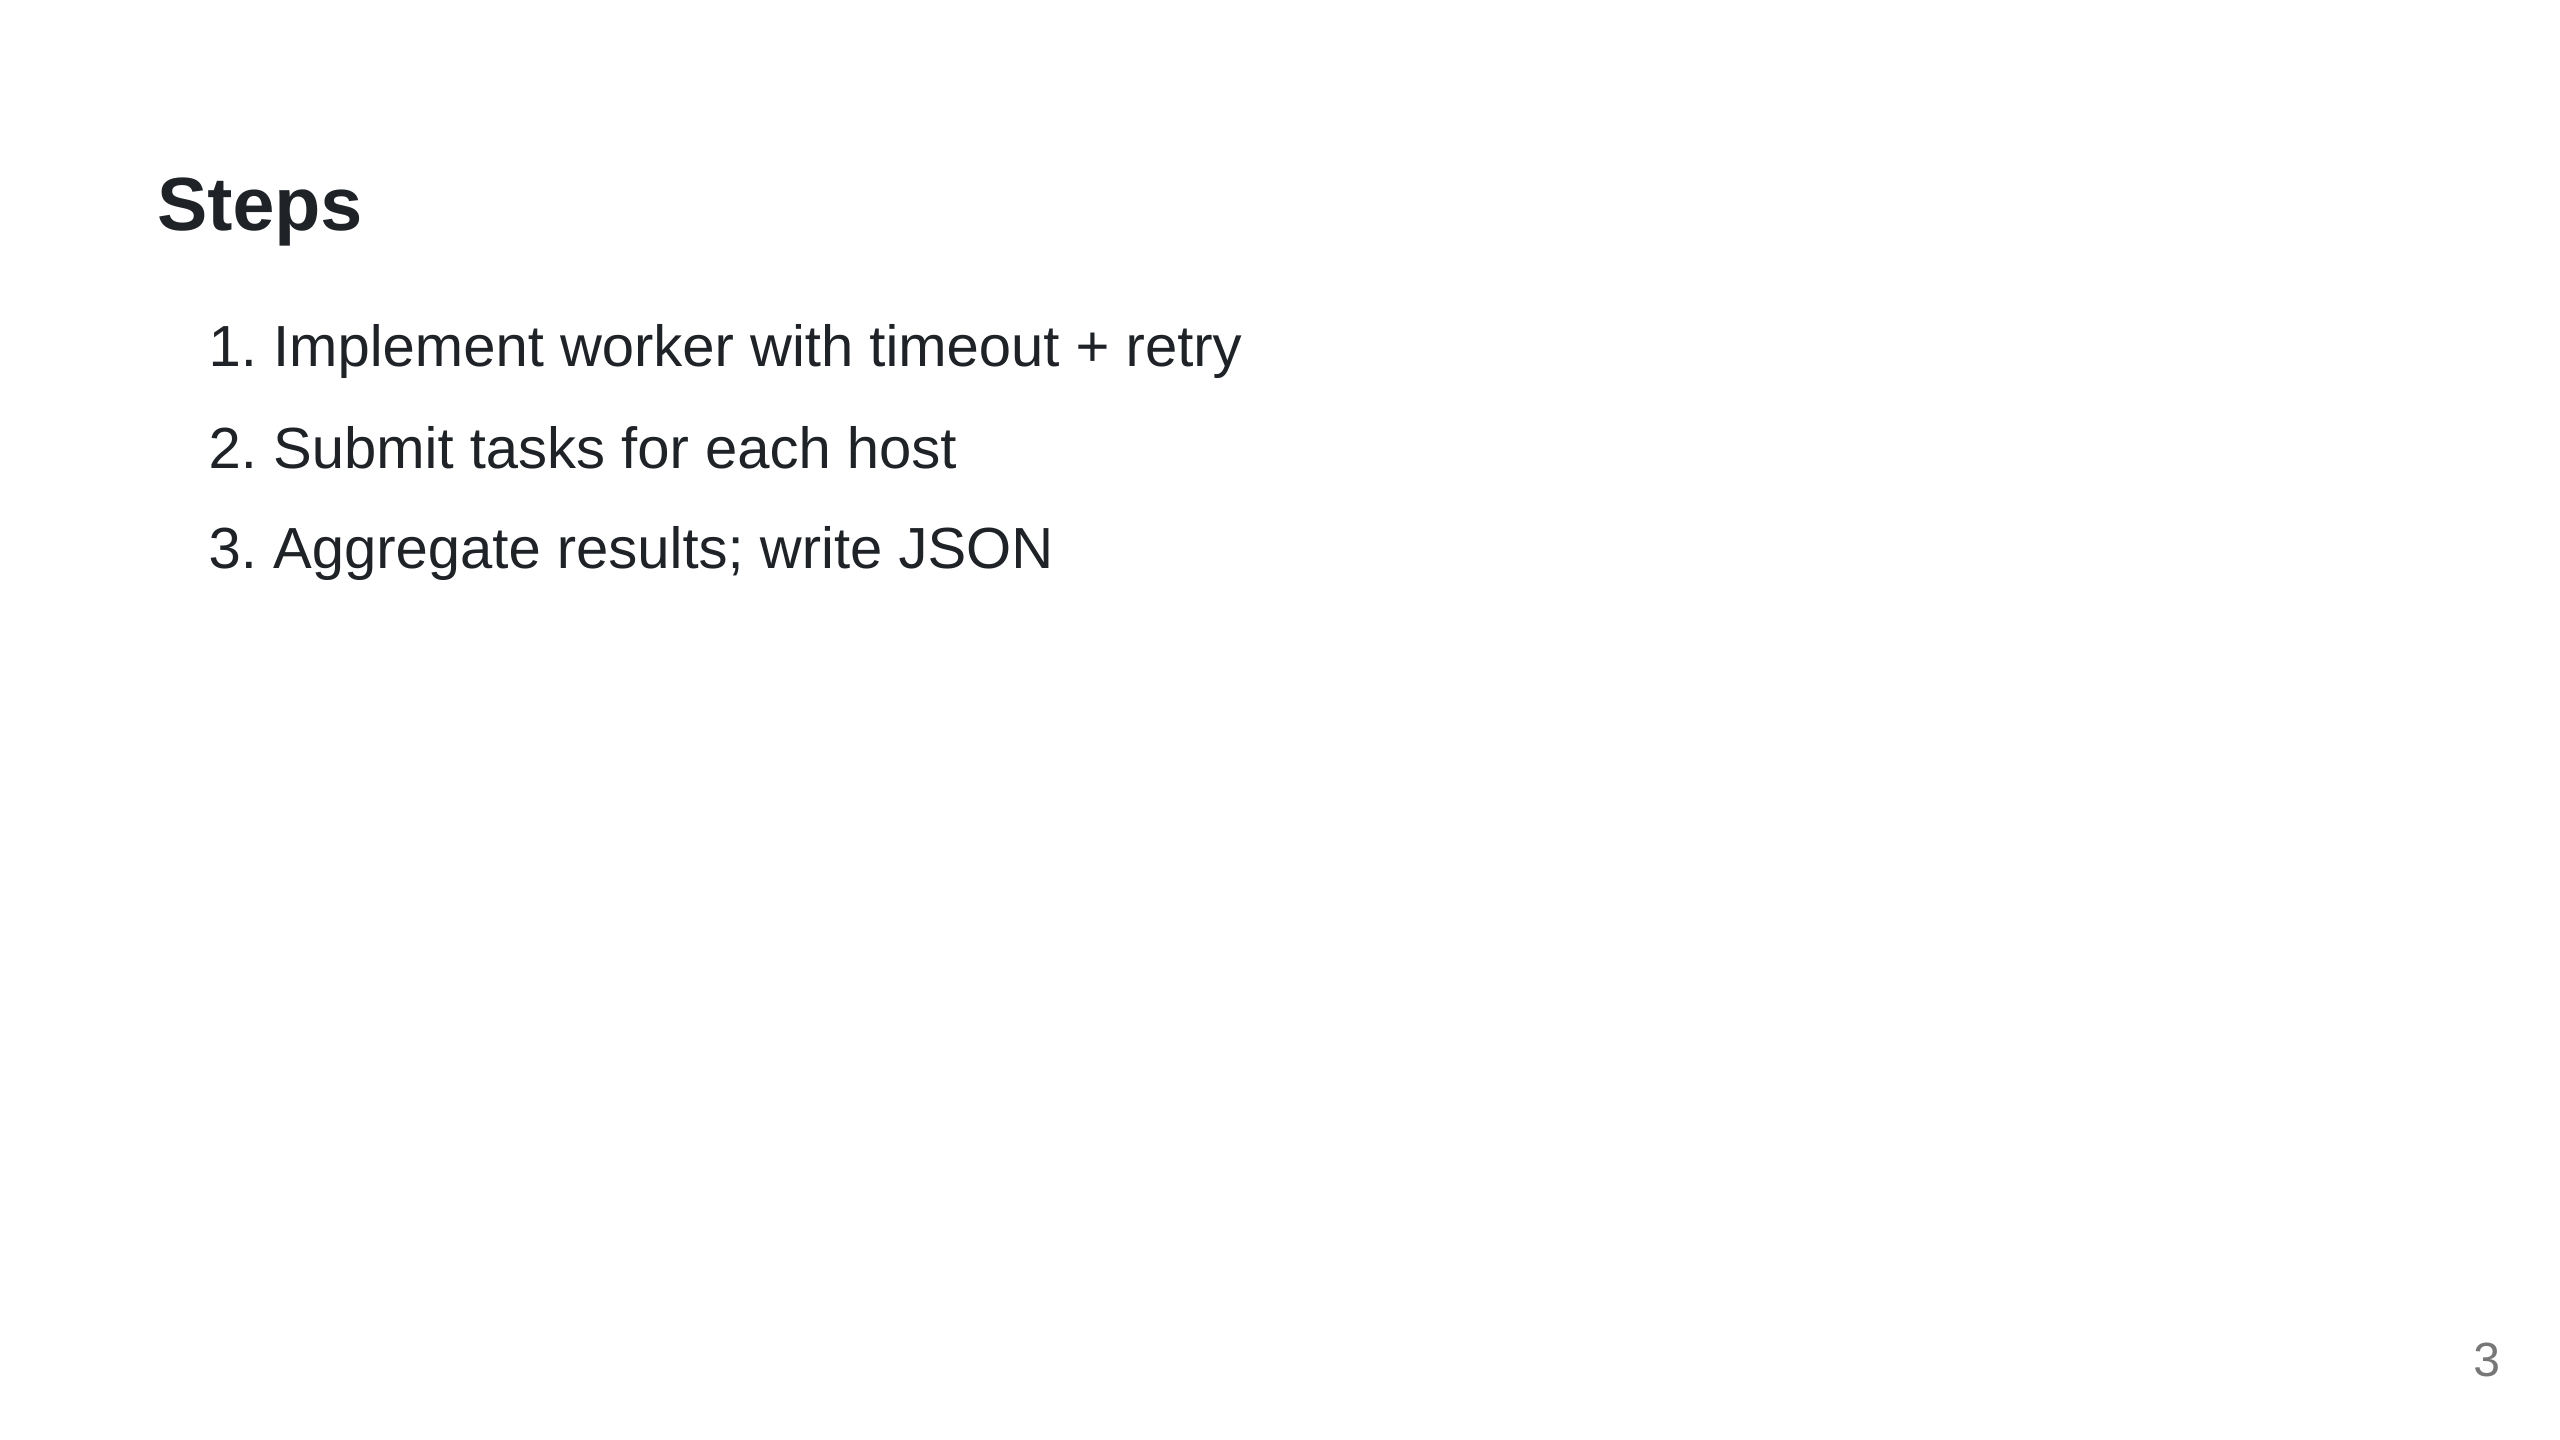 Steps
1. Implement worker with timeout + retry
2. Submit tasks for each host
3. Aggregate results; write JSON
3